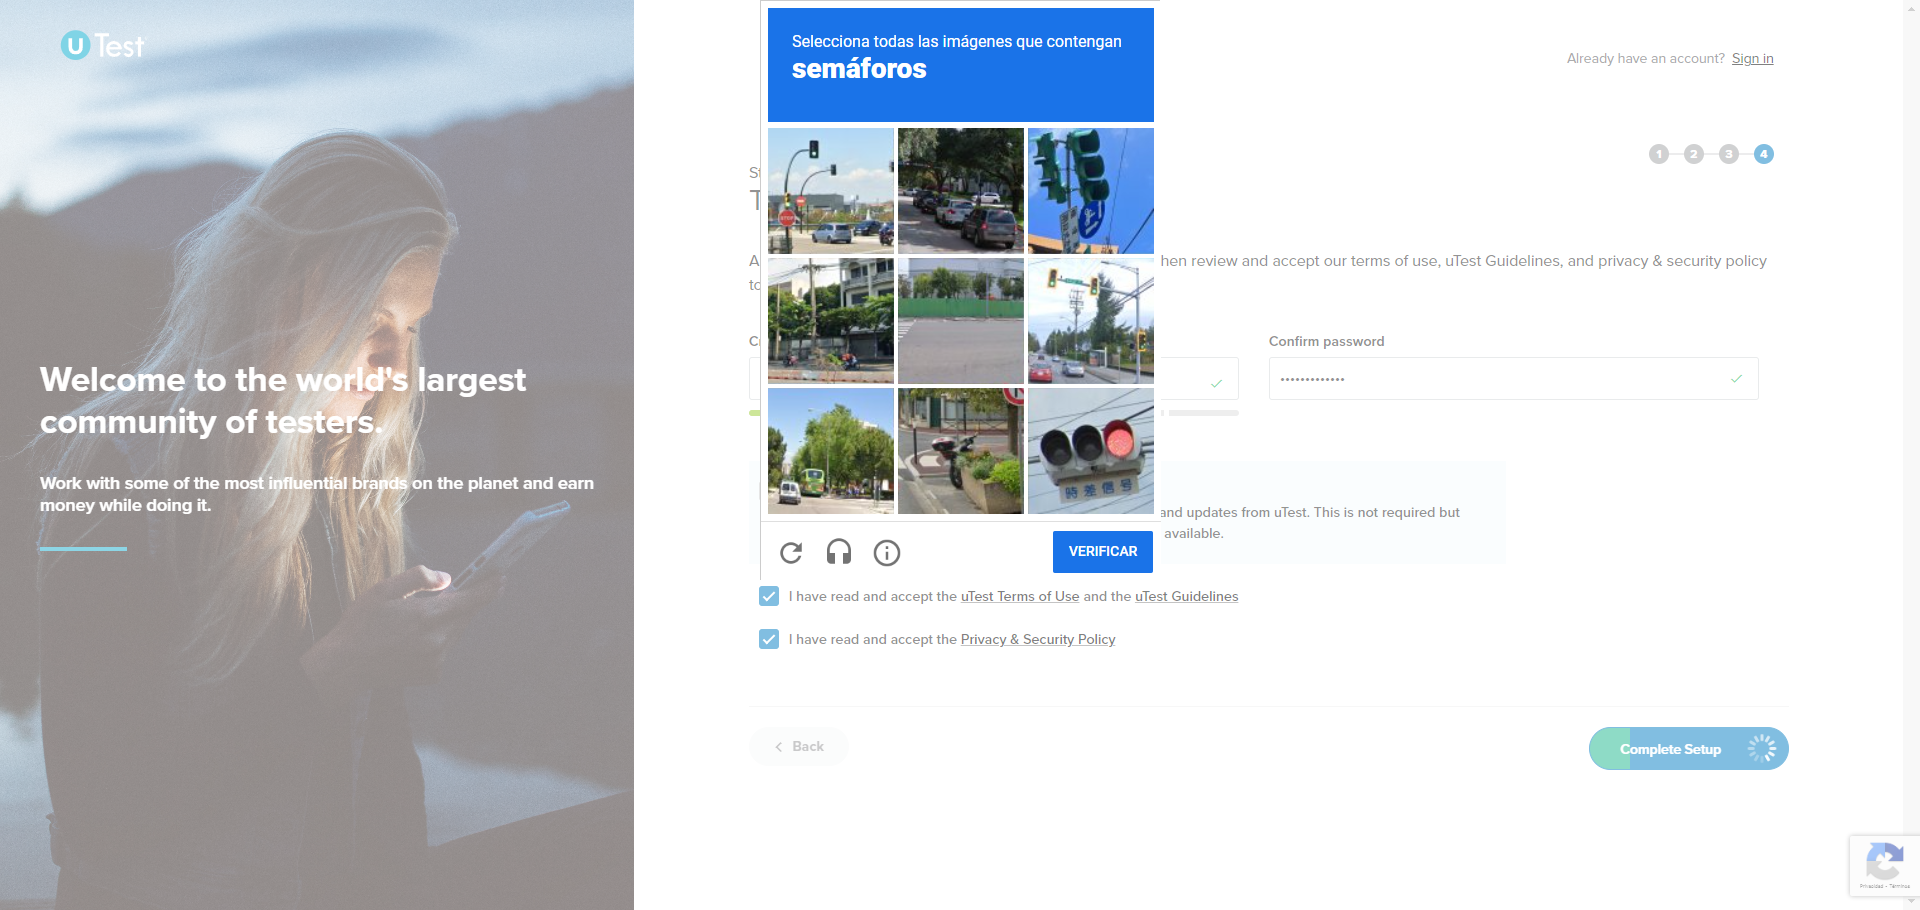 uTest
Welcome to the world's largest
community of testers.
Work with some of the most influential brands on the planet and earn
money while doing it.
Already have an account? Sign in
1 2 3 4
Selecciona todas las imágenes que contengan
semáforos
STOP
時差信号
hen review and accept our terms of use, uTest Guidelines, and privacy & security policy
to
Confirm password
•••••••••••••
and updates from uTest. This is not required but
available.
VERIFICAR
I have read and accept the uTest Terms of Use and the uTest Guidelines
I have read and accept the Privacy & Security Policy
Back
Complete Setup
Privacidad - Términos